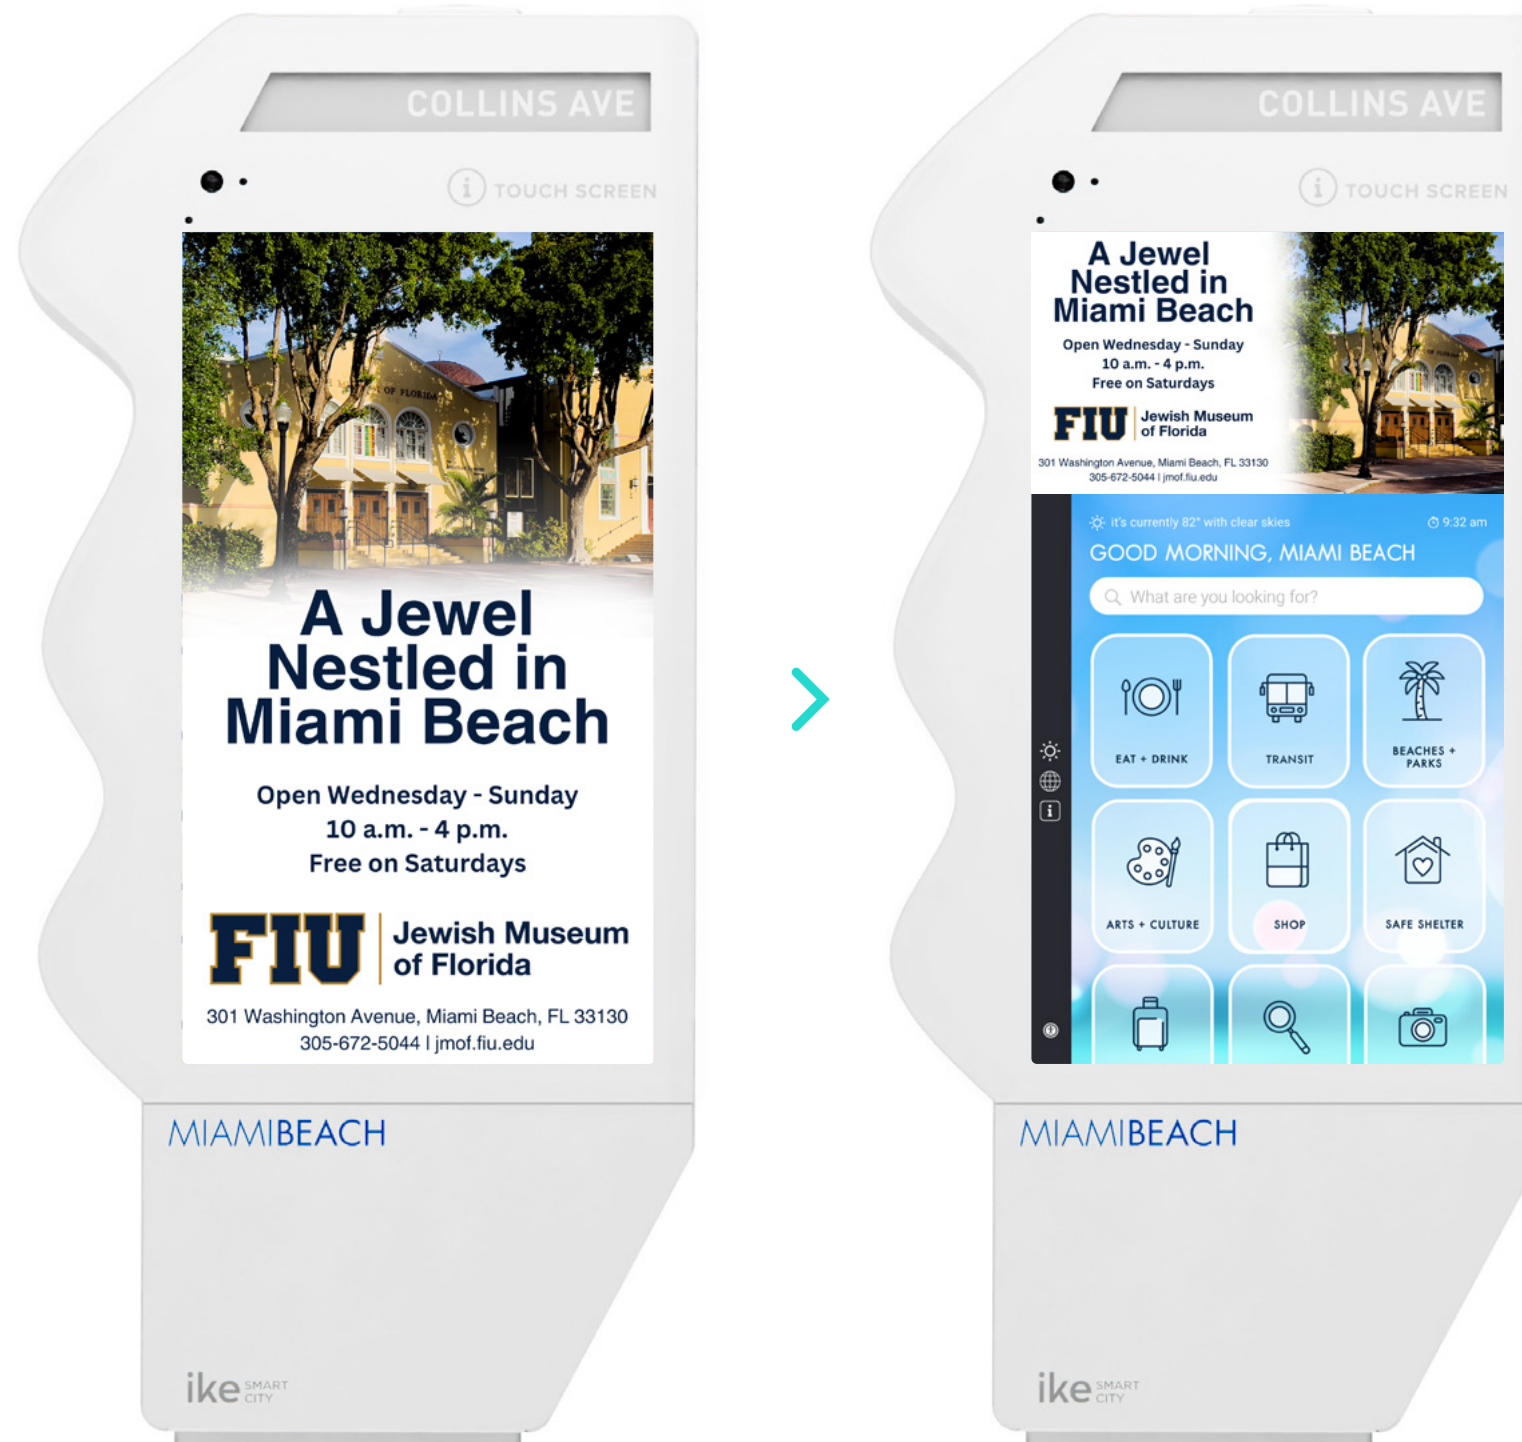 COLLINS AVE
i TOUCH SCREEN
OF FLORIDA
A Jewel
Nestled in
Miami Beach
Open Wednesday - Sunday
10 a.m. - 4 p.m.
Free on Saturdays
FIU Jewish Museum
of Florida
301 Washington Avenue, Miami Beach, FL 33130
305-672-5044 | jmof.fiu.edu
MIAMIBEACH
ike SMART
CITY
COLLINS AVE
i TOUCH SCREEN
A Jewel
Nestled in
Miami Beach
Open Wednesday - Sunday
10 a.m. - 4 p.m.
Free on Saturdays
FIU Jewish Museum
of Florida
301 Washington Avenue, Miami Beach, FL 33130
305-672-5044 | jmof.fiu.edu
it's currently 82° with clear skies 9:32 am
GOOD MORNING, MIAMI BEACH
What are you looking for?
EAT + DRINK
TRANSIT
BEACHES +
PARKS
i
ARTS + CULTURE
SHOP
SAFE SHELTER
MIAMIBEACH
ike SMART
CITY